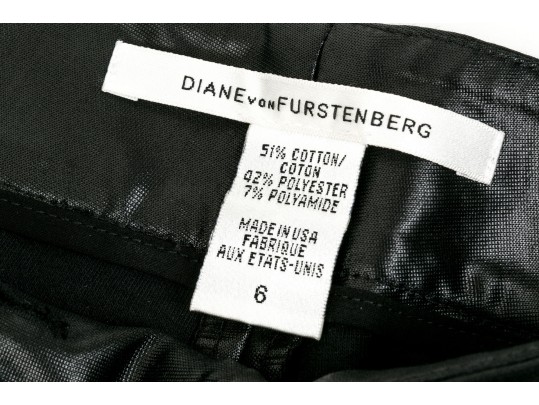 DIANE von FURSTENBERG
51% COTTON/
COTON
42% POLYESTER
7% POLYAMIDE
MADE IN USA
FABRIQUE
AUX ETATS-UNIS
6